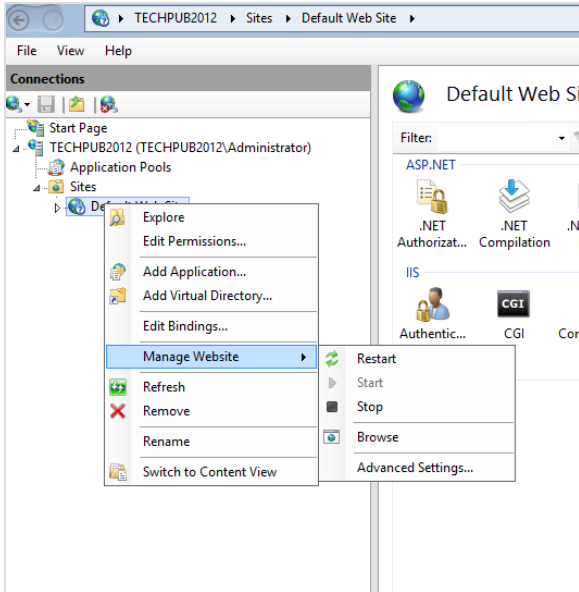 TECHPUB2012 Sites Default Web Site
File View Help
Connections
Start Page
TECHPUB2012 (TECHPUB2012\Administrator)
Application Pools
Sites
Explore
Edit Permissions...
Add Application...
Add Virtual Directory...
Edit Bindings...
Manage Website
Refresh
Remove
Rename
Switch to Content View
Restart
Start
Stop
Browse
Advanced Settings...
Default Web Si
Filter:
ASP.NET
.NET Authorizat...
.NET Compilation
.N
IIS
CGI
Authentic...
CGI
Cor